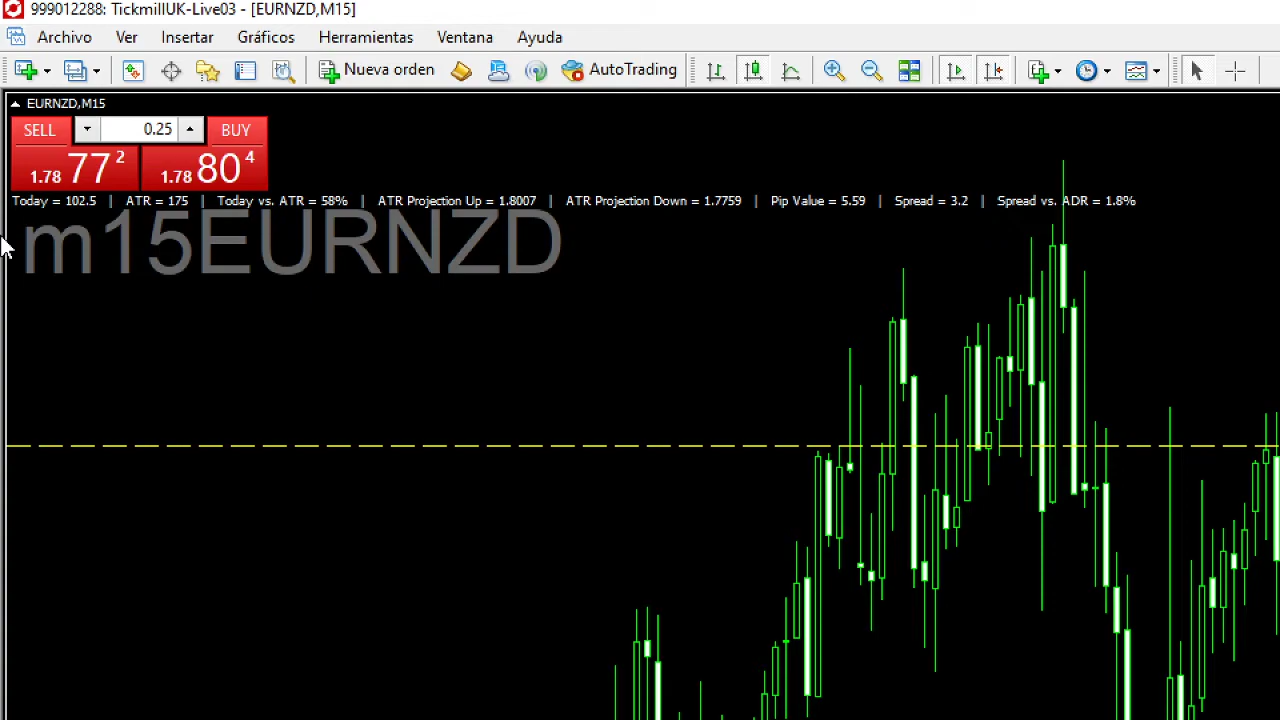 999012288: TickmillUK-Live03 - [EURNZD,M15]
Archivo Ver Insertar Gráficos Herramientas Ventana Ayuda
Nueva orden AutoTrading
EURNZD,M15
SELL 0.25 BUY
1.78 77 2 1.78 80 4
Today = 102.5 | ATR = 175 | Today vs. ATR = 58% | ATR Projection Up = 1.8007 | ATR Projection Down = 1.7759 | Pip Value = 5.59 | Spread = 3.2 | Spread vs. ADR = 1.8%
m15EURNZD